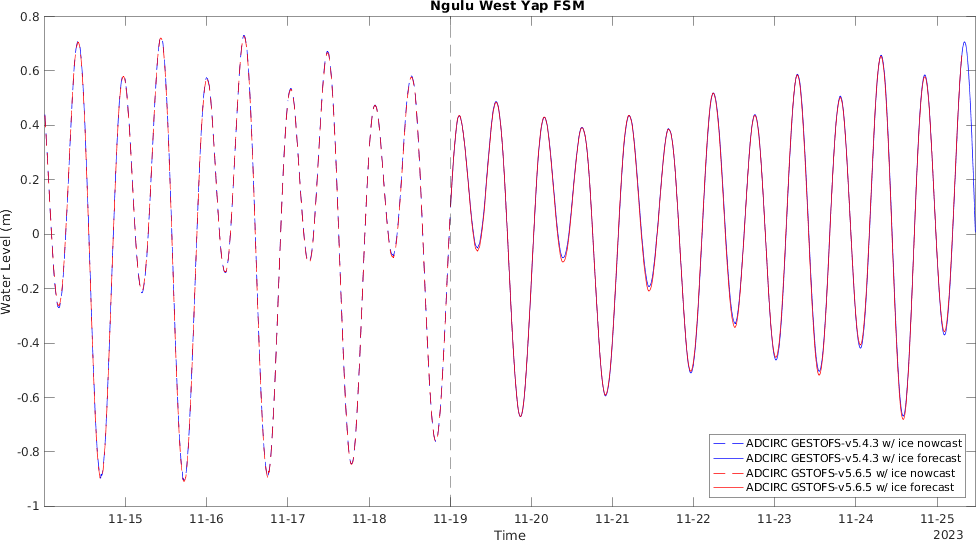 Ngulu West Yap FSM
0.8
0.6
0.4
0.2
0
-0.2
-0.4
-0.6
-0.8
-1
Water Level (m)
ADCIRC GESTOFS-v5.4.3 w/ ice nowcast
ADCIRC GESTOFS-v5.4.3 w/ ice forecast
ADCIRC GSTOFS-v5.6.5 w/ ice nowcast
ADCIRC GSTOFS-v5.6.5 w/ ice forecast
11-15 11-16 11-17 11-18 11-19 11-20 11-21 11-22 11-23 11-24 11-25
Time
2023